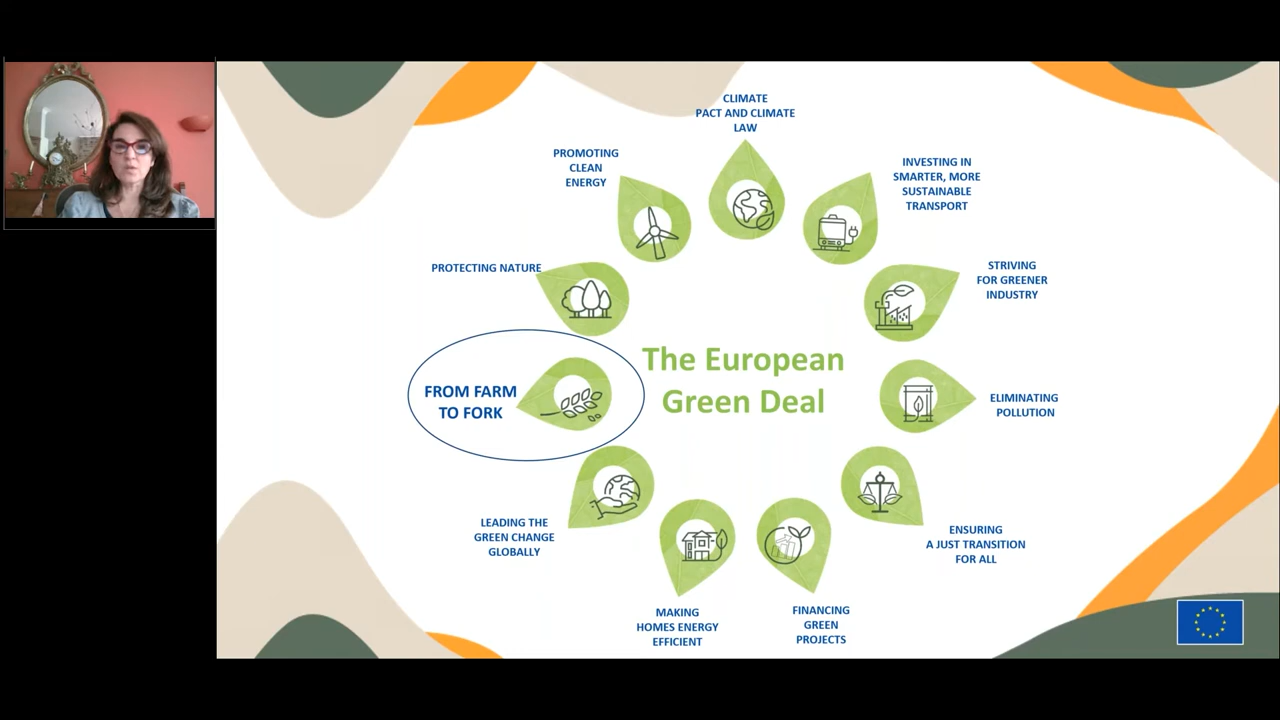 CLIMATE
PACT AND CLIMATE
LAW
PROMOTING
CLEAN
ENERGY
INVESTING IN
SMARTER, MORE
SUSTAINABLE
TRANSPORT
PROTECTING NATURE
STRIVING
FOR GREENER
INDUSTRY
The European
Green Deal
FROM FARM
TO FORK
ELIMINATING
POLLUTION
LEADING THE
GREEN CHANGE
GLOBALLY
ENSURING
A JUST TRANSITION
FOR ALL
MAKING
HOMES ENERGY
EFFICIENT
FINANCING
GREEN
PROJECTS